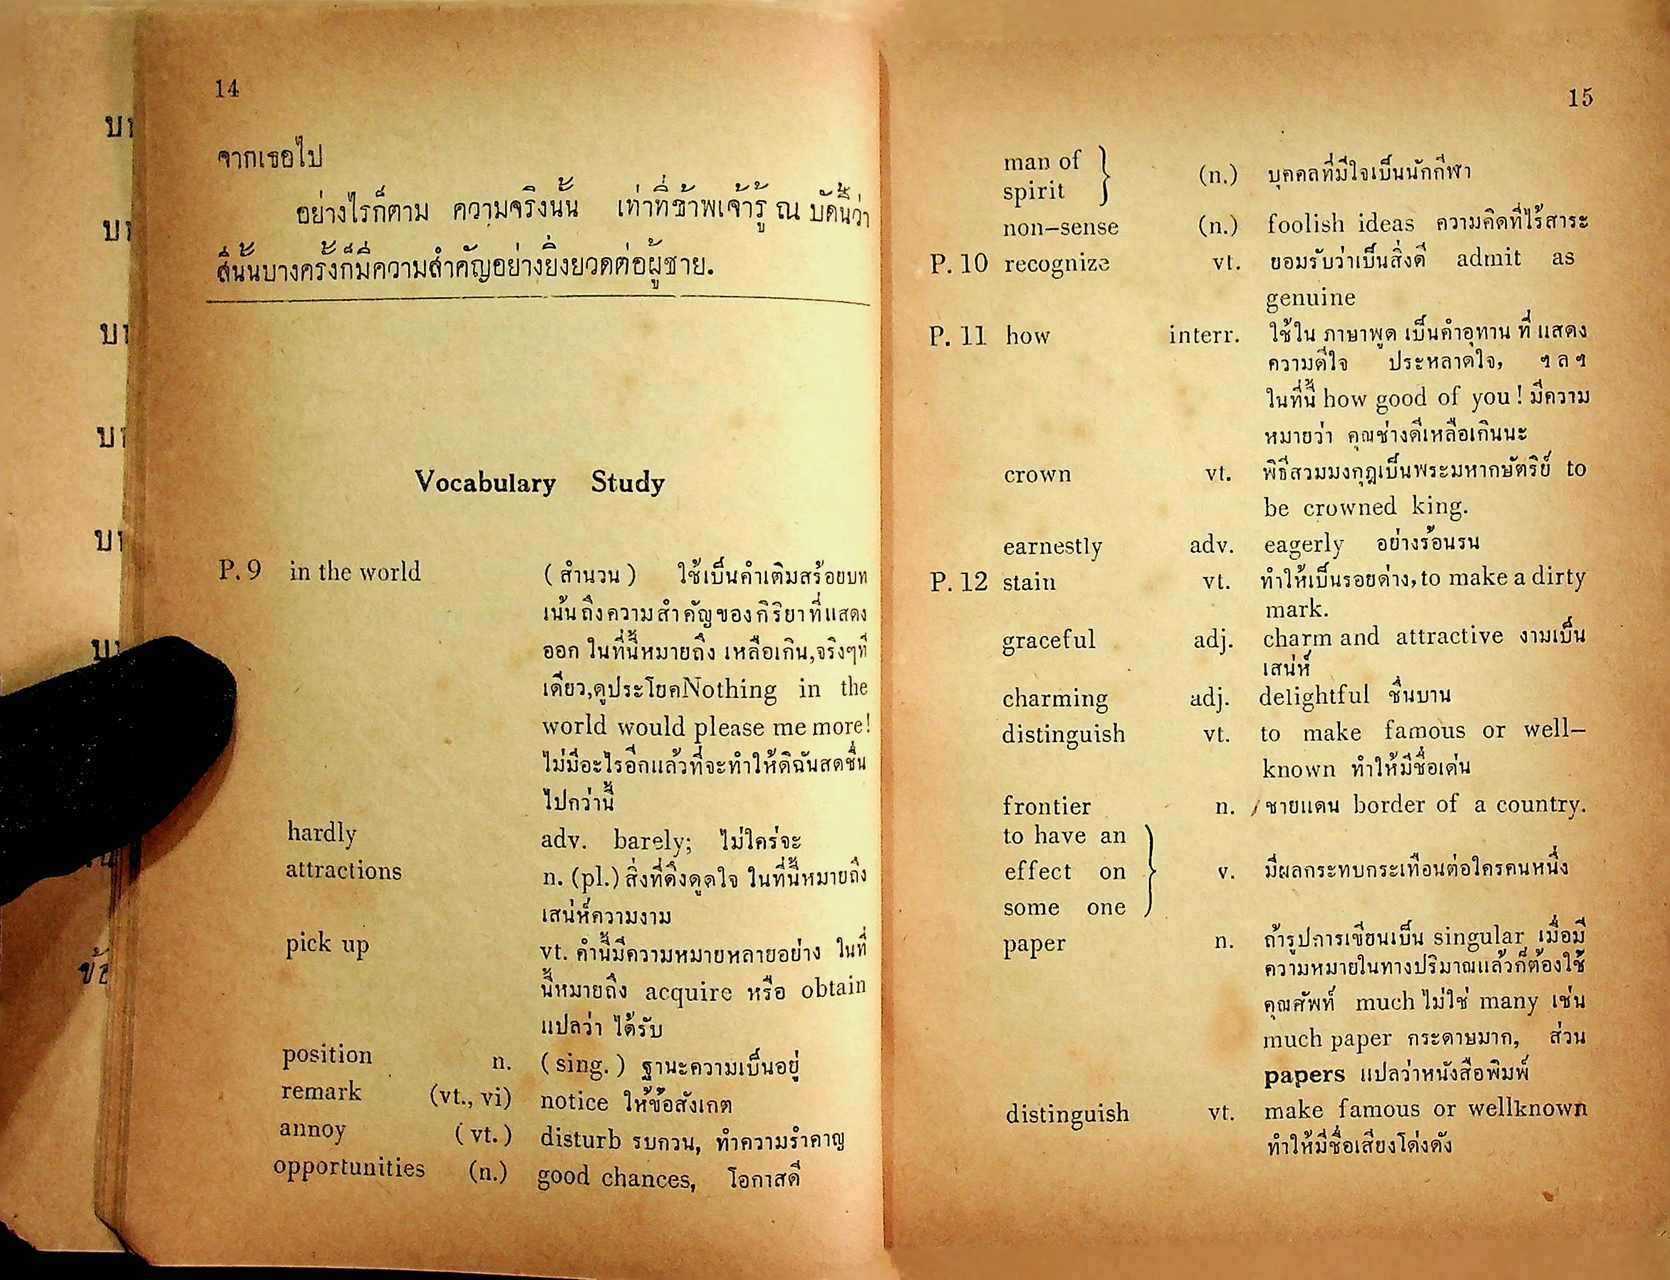 14
จากเธอไป
อย่างไรก็ตาม ความจริงนั้น เท่าที่ข้าพเจ้ารู้ ณ บัดนี้ว่า
สีนั้นบางครั้งก็มีความสำคัญอย่างยิ่งยวดต่อผู้ชาย.
Vocabulary Study
P. 9 in the world (สำนวน) ใช้เป็นคำเติมสร้อยบท
เน้นถึงความสำคัญของกิริยาที่แสดง
ออก ในที่นี้หมายถึง เหลือเกิน,จริงๆที
เดียว,ดูประโยคNothing in the
world would please me more!
ไม่มีอะไรอีกแล้วที่จะทำให้ดิฉันสดชื่น
ไปกว่านี้
hardly adv. barely; ไม่ใคร่จะ
attractions n. (pl.) สิ่งที่ดึงดูดใจ ในที่นี้หมายถึง
เสน่ห์ความงาม
pick up vt. คำนี้มีความหมายหลายอย่าง ในที่
นี้หมายถึง acquire หรือ obtain
แปลว่า ได้รับ
position n. (sing.) ฐานะความเป็นอยู่
remark (vt., vi) notice ให้ข้อสังเกต
annoy (vt.) disturb รบกวน, ทำความรำคาญ
opportunities (n.) good chances, โอกาสดี
15
man of
spirit (n.) บุคคลที่มีใจเป็นนักกีฬา
non-sense (n.) foolish ideas ความคิดที่ไร้สาระ
P. 10 recognize vt. ยอมรับว่าเป็นสิ่งดี admit as
genuine
P. 11 how interr. ใช้ใน ภาษาพูด เป็นคำอุทาน ที่ แสดง
ความดีใจ ประหลาดใจ, ฯลฯ
ในที่นี้ how good of you! มีความ
หมายว่า คุณช่างดีเหลือเกินนะ
crown vt. พิธีสวมมงกุฎเป็นพระมหากษัตริย์ to
be crowned king.
earnestly adv. eagerly อย่างร้อนรน
P. 12 stain vt. ทำให้เป็นรอยด่าง, to make a dirty
mark.
graceful adj. charm and attractive งามเป็น
เสน่ห์
charming adj. delightful ชื่นบาน
distinguish vt. to make famous or well-
known ทำให้มีชื่อเด่น
frontier n. ชายแดน border of a country.
to have an
effect on v. มีผลกระทบกระเทือนต่อใครคนหนึ่ง
some one
paper n. ถ้ารูปการเขียนเป็น singular เมื่อมี
ความหมายในทางปริมาณแล้วก็ต้องใช้
คุณศัพท์ much ไม่ใช่ many เช่น
much paper กระดาษมาก, ส่วน
papers แปลว่าหนังสือพิมพ์
distinguish vt. make famous or wellknown
ทำให้มีชื่อเสียงโด่งดัง